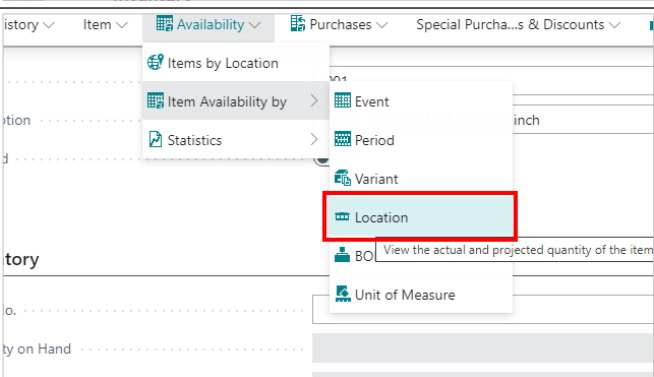 istory Item Availability Purchases Special Purcha...s & Discounts
Items by Location
001
Item Availability by Event
ption inch
Period
Statistics
d
Variant
Location
tory
BO View the actual and projected quantity of the item
Unit of Measure
o.
ty on Hand